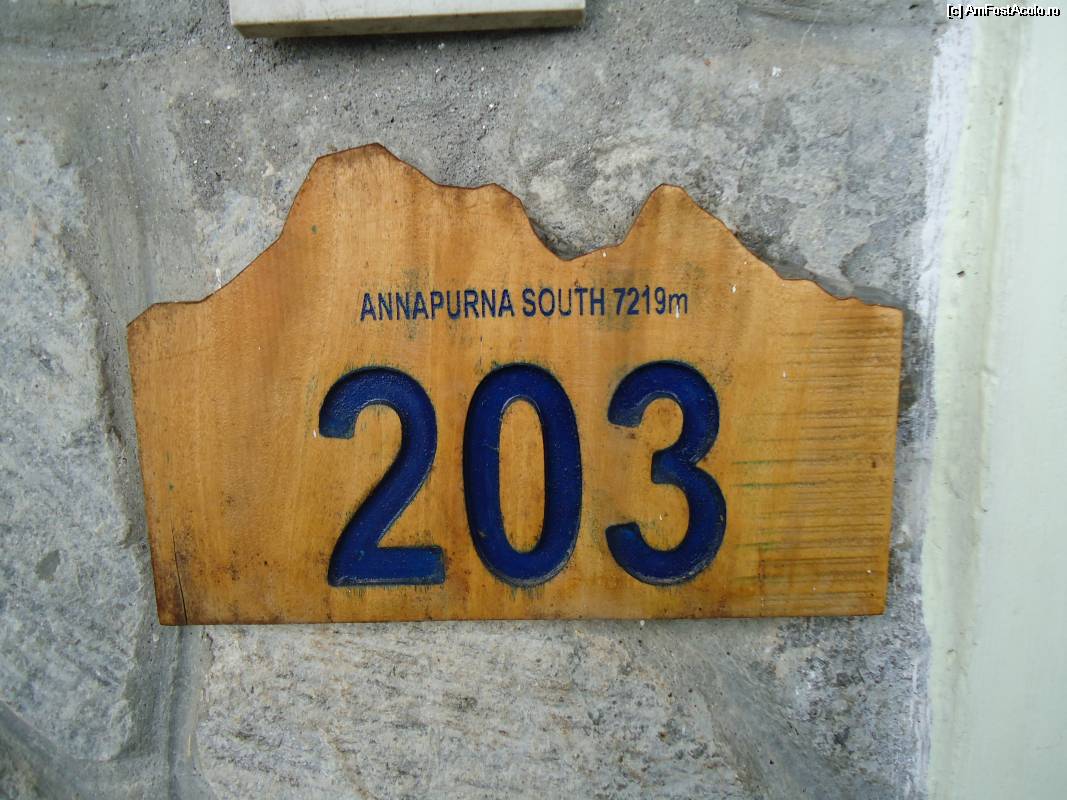 [c] AmFostAcolo.ro
ANNAPURNA SOUTH 7219m
203